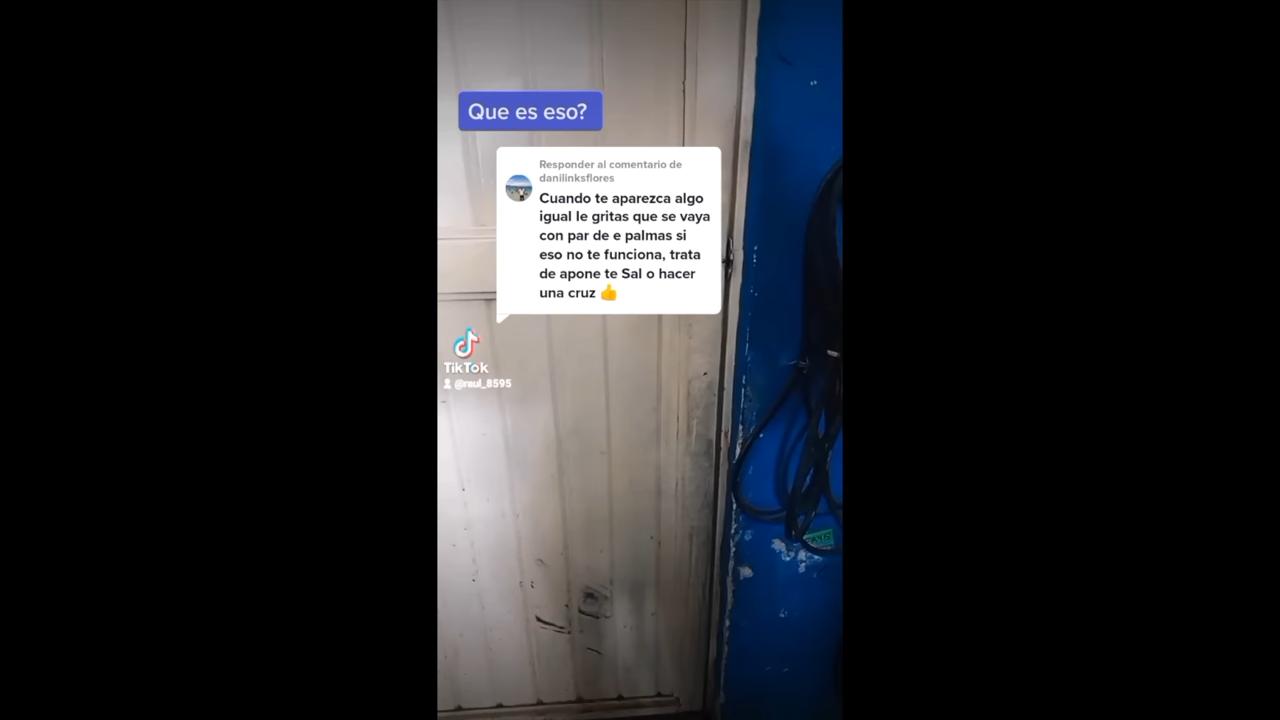 Que es eso?
Responder al comentario de
danilinksflores
Cuando te aparezca algo
igual le gritas que se vaya
con par de e palmas si
eso no te funciona, trata
de apone te Sal o hacer
una cruz 👍
TikTok
@raul_8595